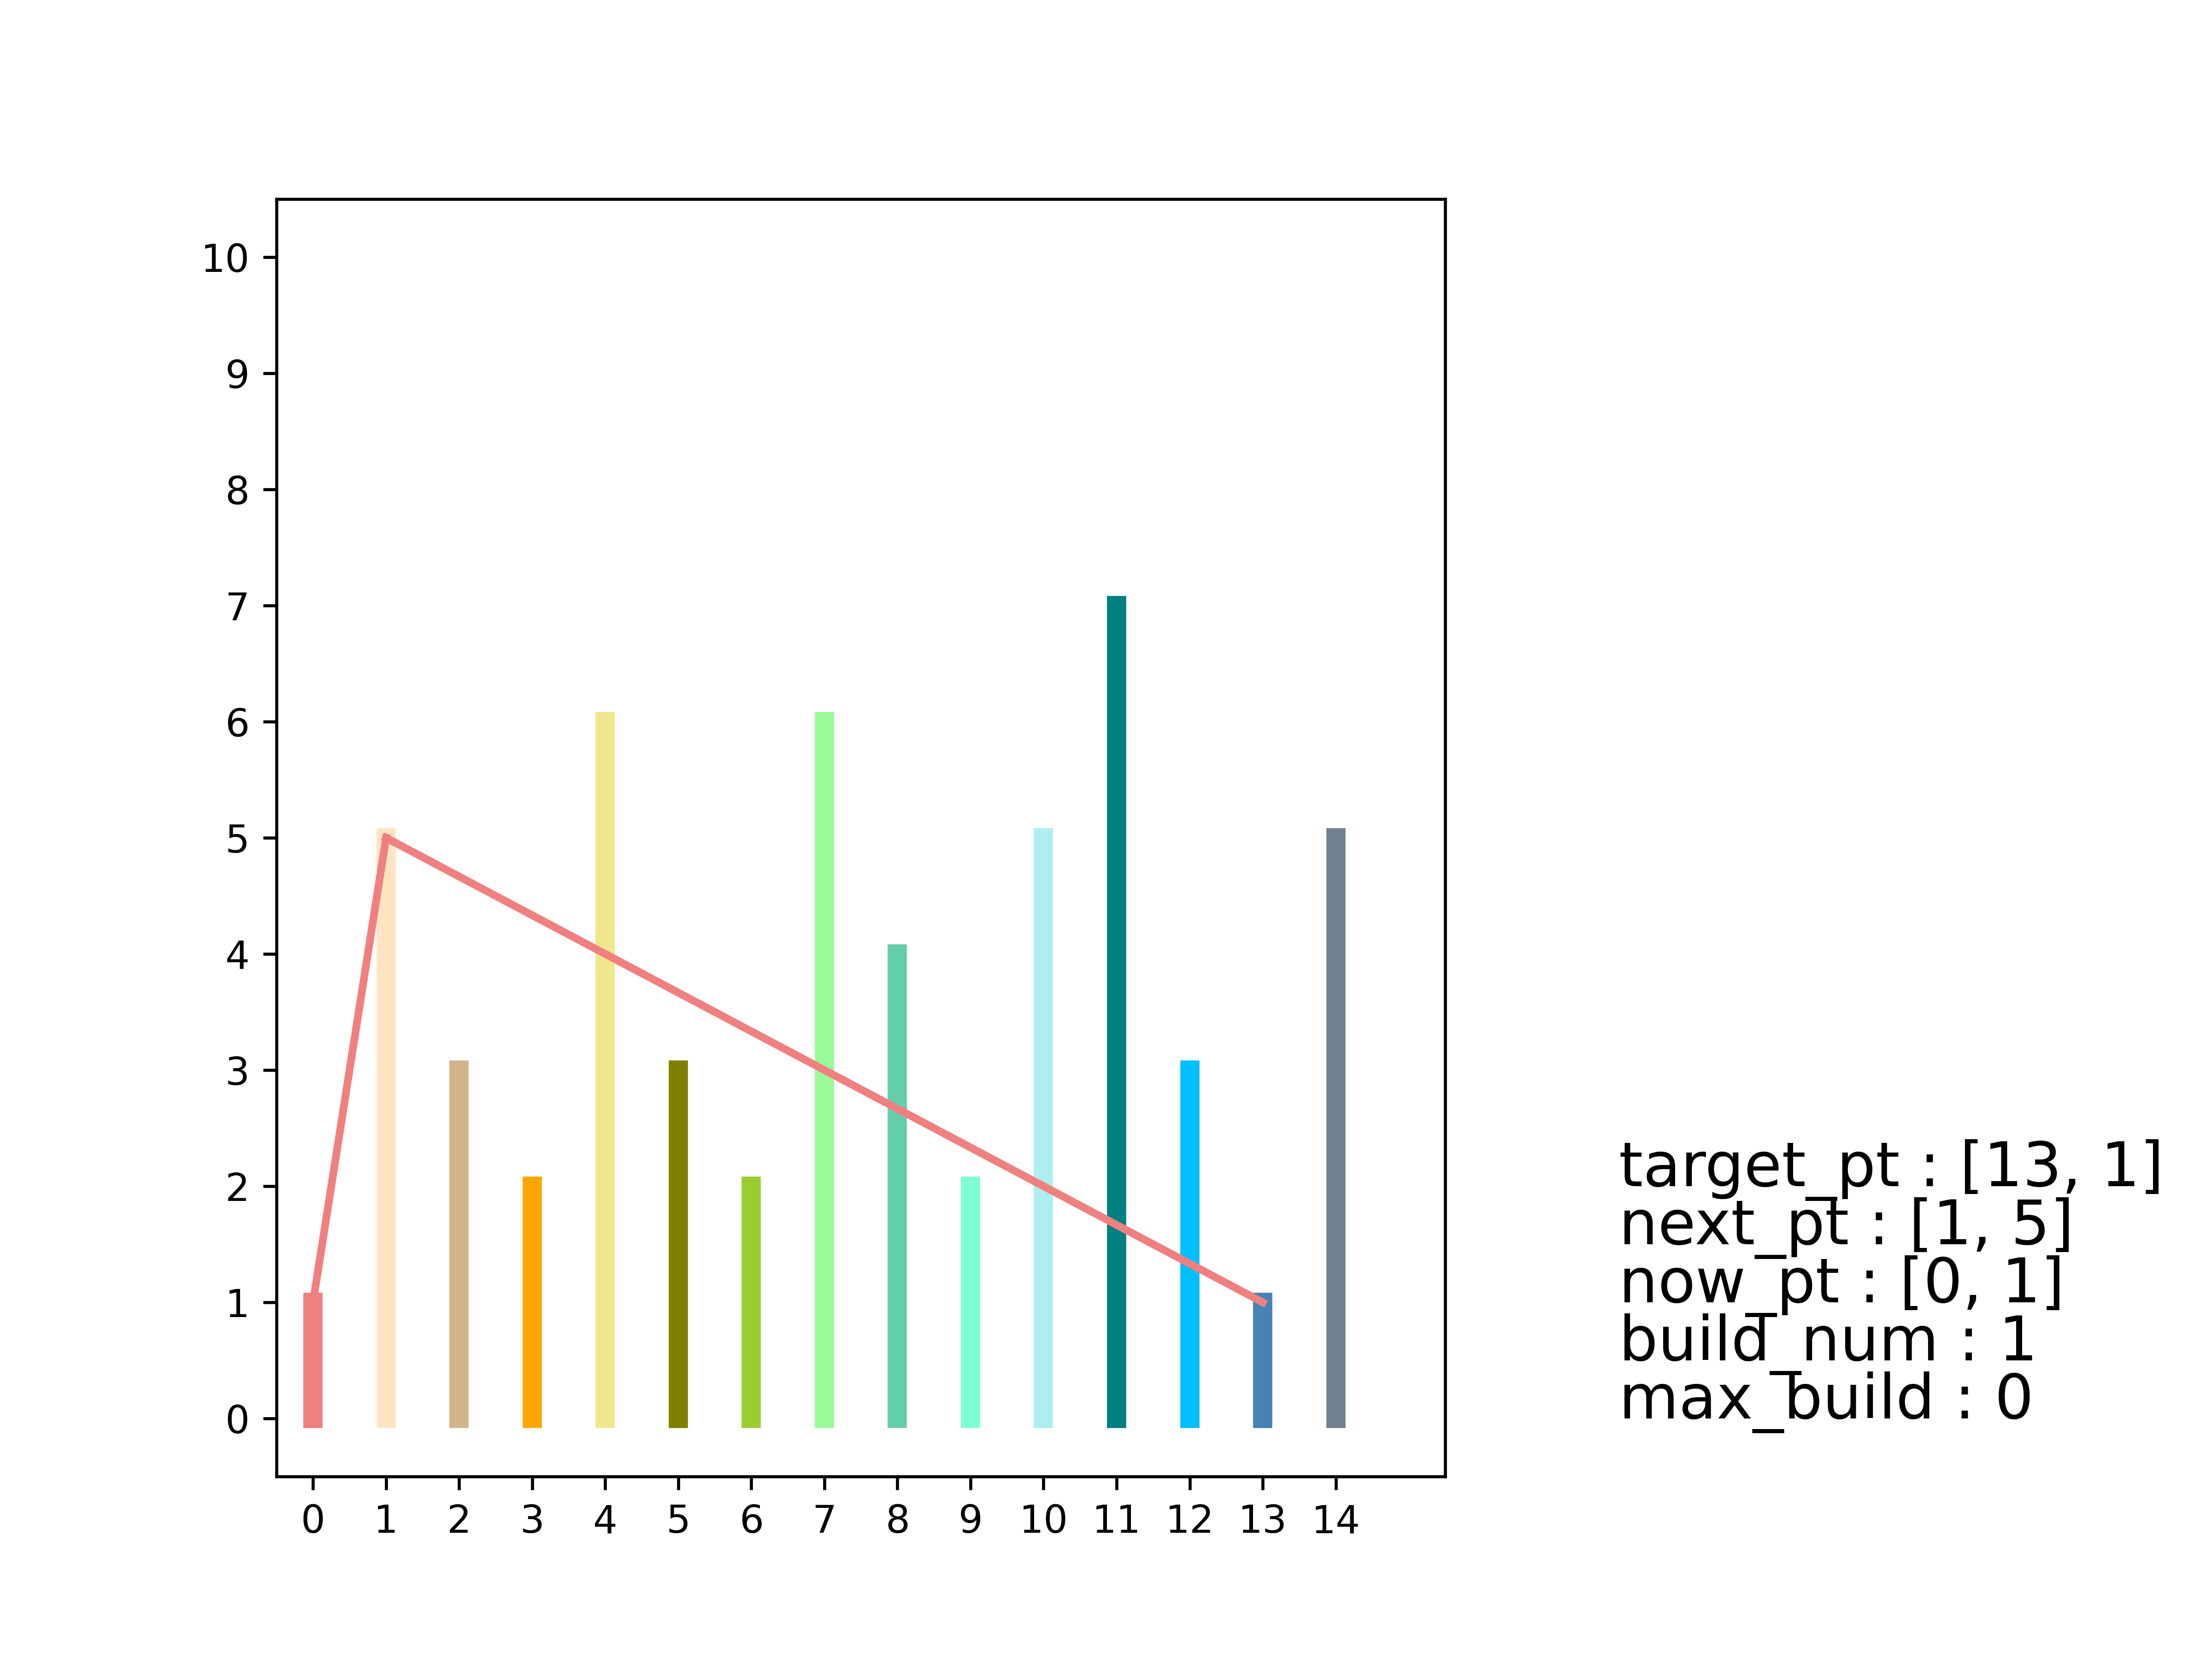 10
9
8
7
6
5
4
3
2
1
0
0 1 2 3 4 5 6 7 8 9 10 11 12 13 14
target_pt : [13, 1]
next_pt : [1, 5]
now_pt : [0, 1]
build_num : 1
max_build : 0